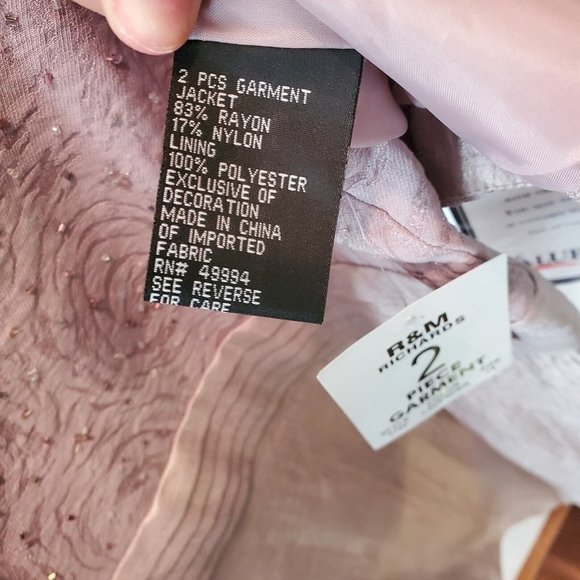 2 PCS GARMENT
JACKET
83% RAYON
17% NYLON
LINING
100% POLYESTER
EXCLUSIVE OF
DECORATION
MADE IN CHINA
OF IMPORTED
FABRIC
RN# 49994
SEE REVERSE
FOR CARE
R&M
RICHARDS
2
PIECE
GARMENT